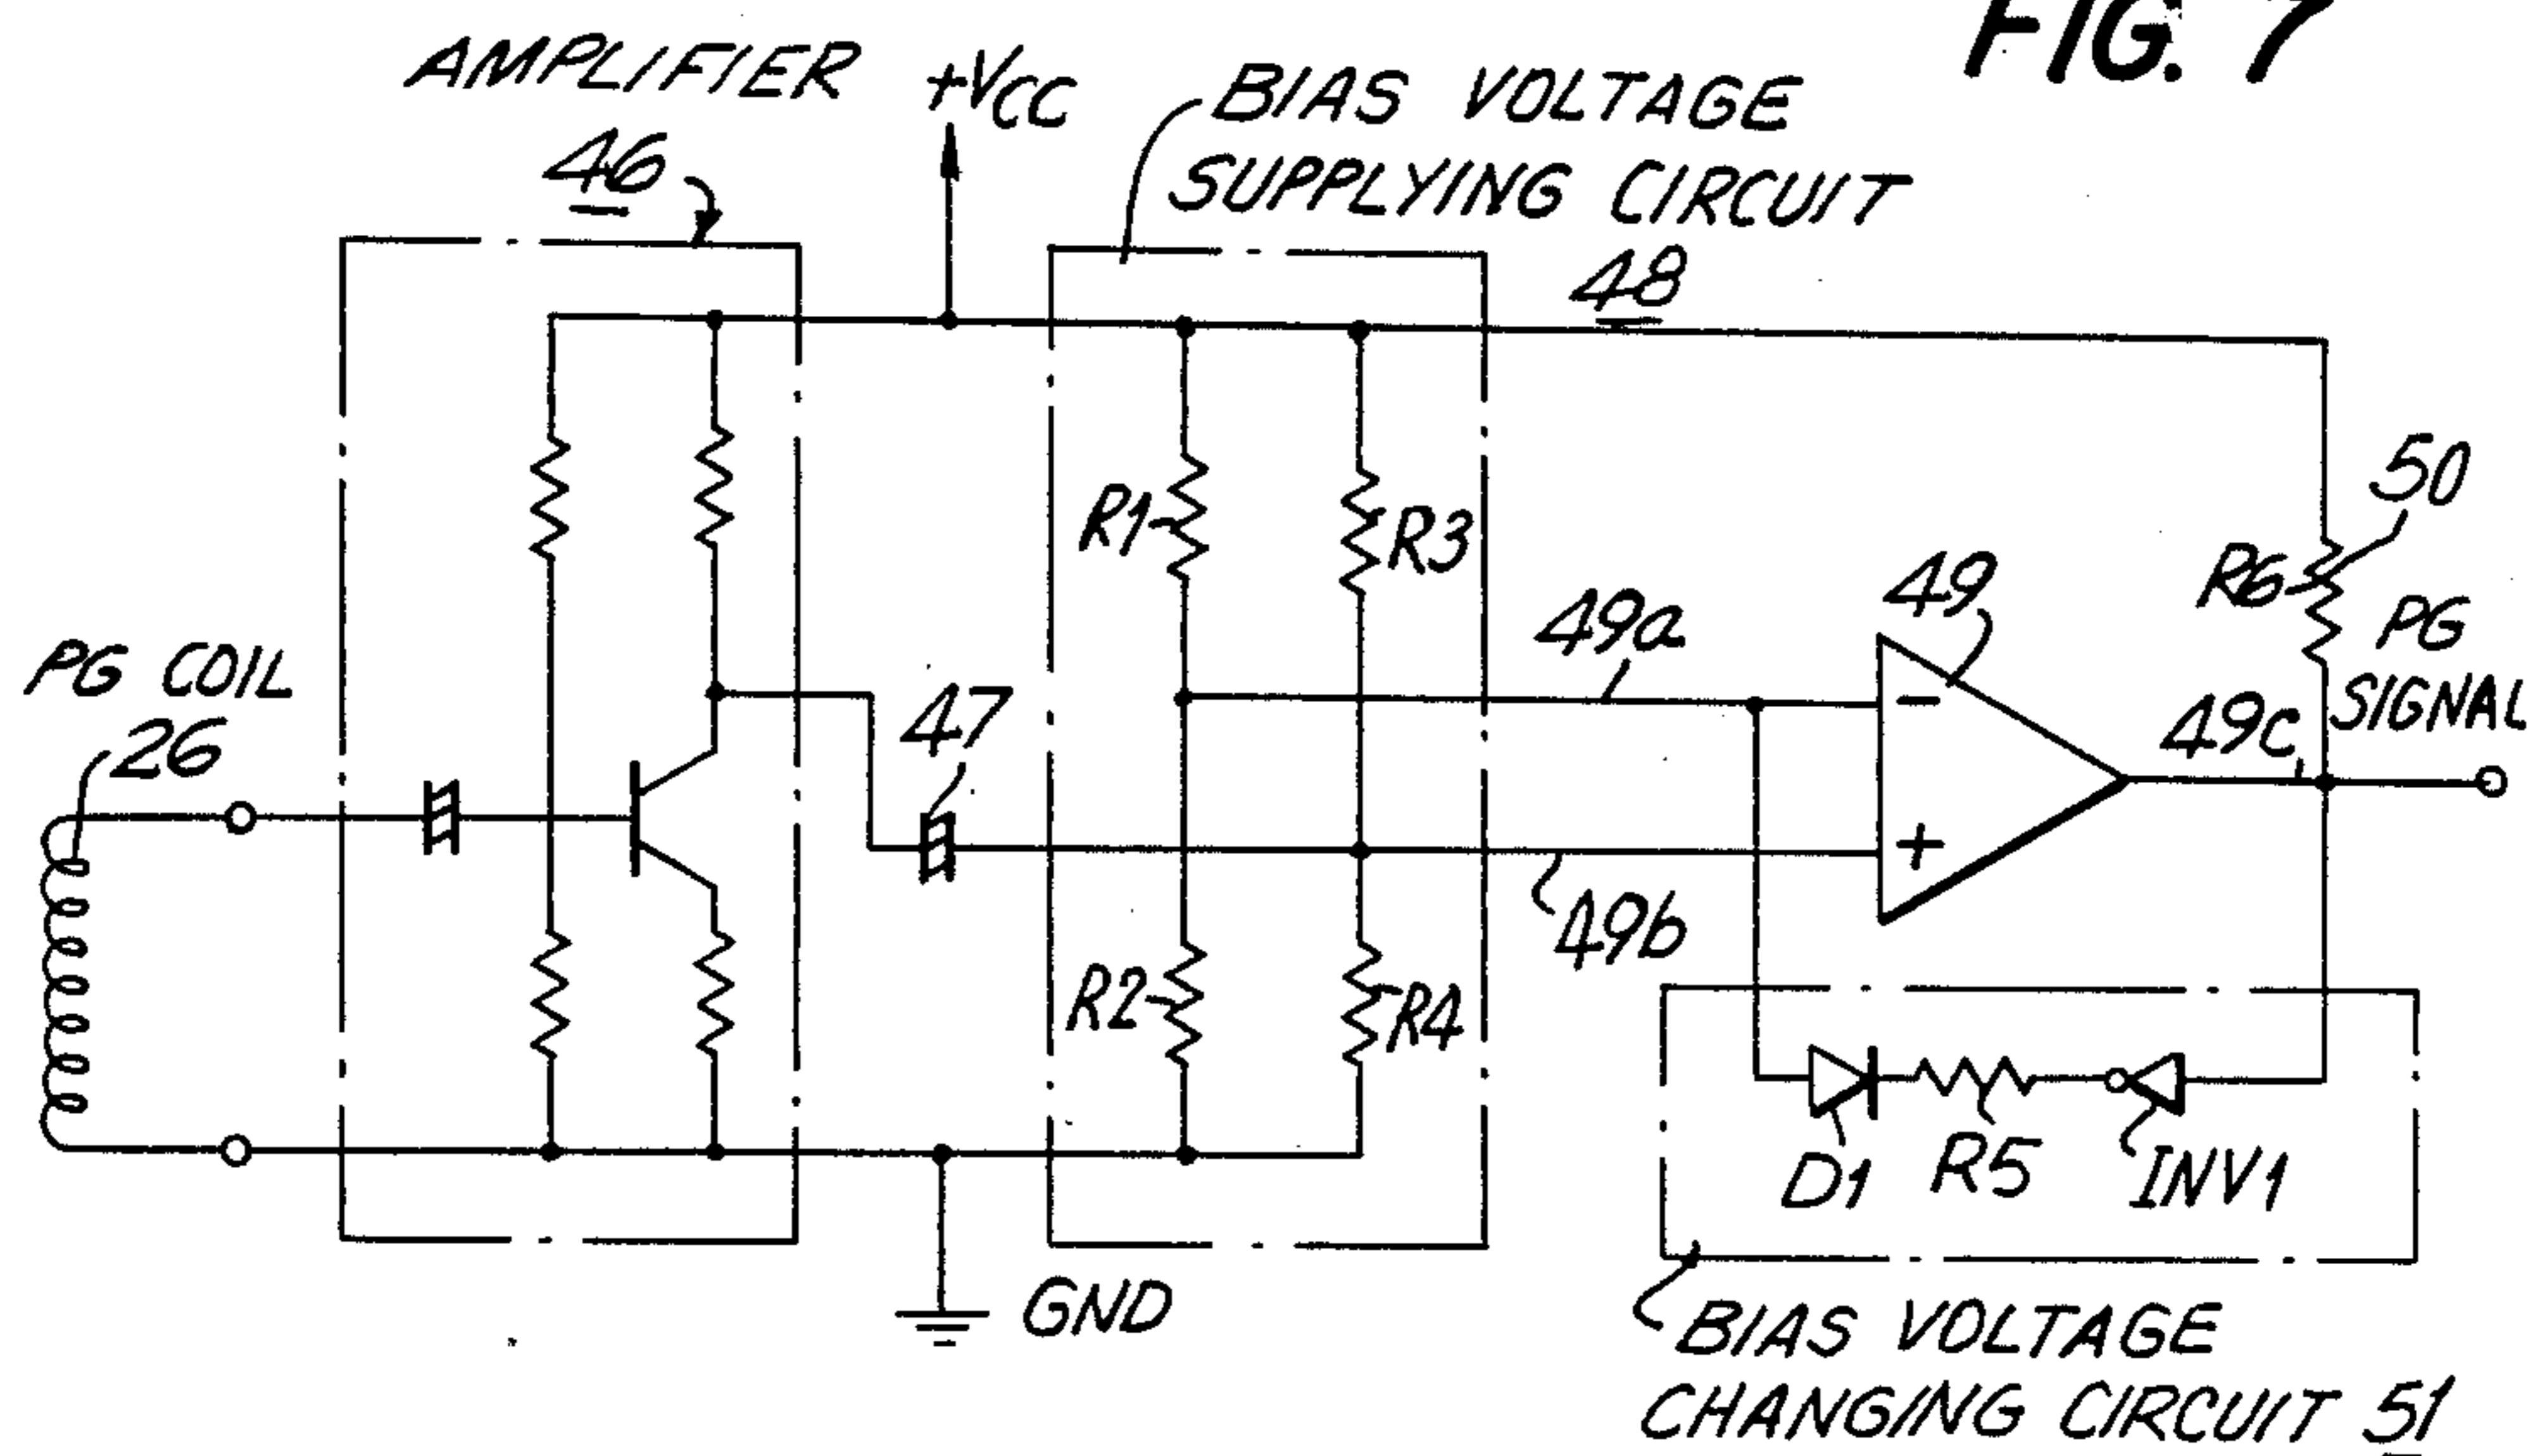 FIG. 7
AMPLIFIER
46
+VCC
BIAS VOLTAGE
SUPPLYING CIRCUIT
48
R1
R3
50
R6
49
49a
PG
SIGNAL
49c
PG COIL
26
47
-
+
49b
R2
R4
D1
R5
INV1
GND
BIAS VOLTAGE
CHANGING CIRCUIT 51